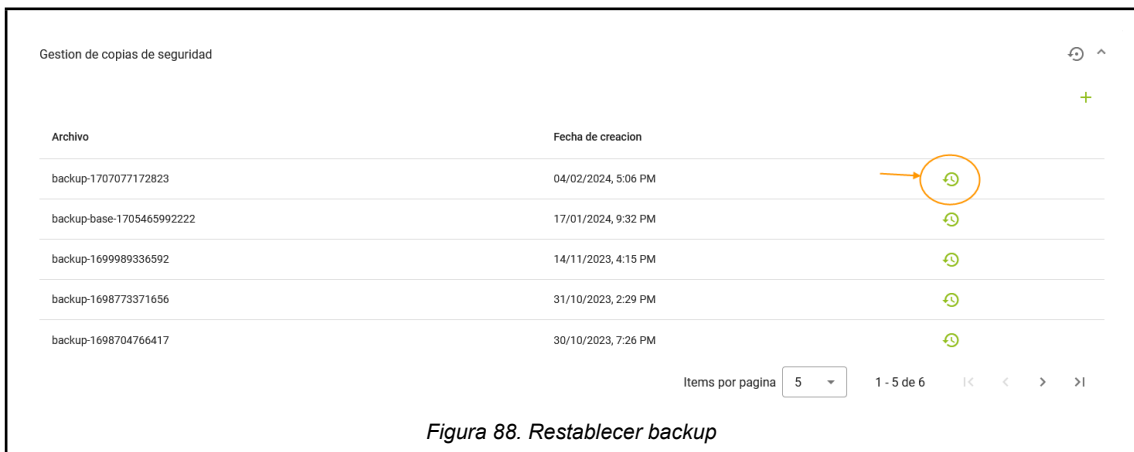 Gestion de copias de seguridad
Archivo Fecha de creacion
backup-1707077172823 04/02/2024, 5:06 PM
backup-base-1705465992222 17/01/2024, 9:32 PM
backup-1699989336592 14/11/2023, 4:15 PM
backup-1698773371656 31/10/2023, 2:29 PM
backup-1698704766417 30/10/2023, 7:26 PM
Items por pagina 5 1 - 5 de 6
Figura 88. Restablecer backup